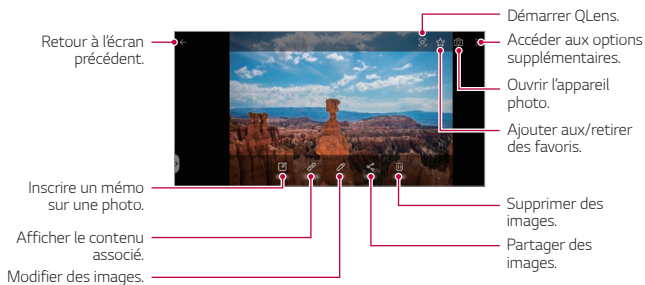 Retour à l'écran
précédent.
Inscrire un mémo
sur une photo.
Afficher le contenu
associé.
Modifier des images.
Démarrer QLens.
Accéder aux options
supplémentaires.
Ouvrir l'appareil
photo.
Ajouter aux/retirer
des favoris.
Supprimer des
images.
Partager des
images.